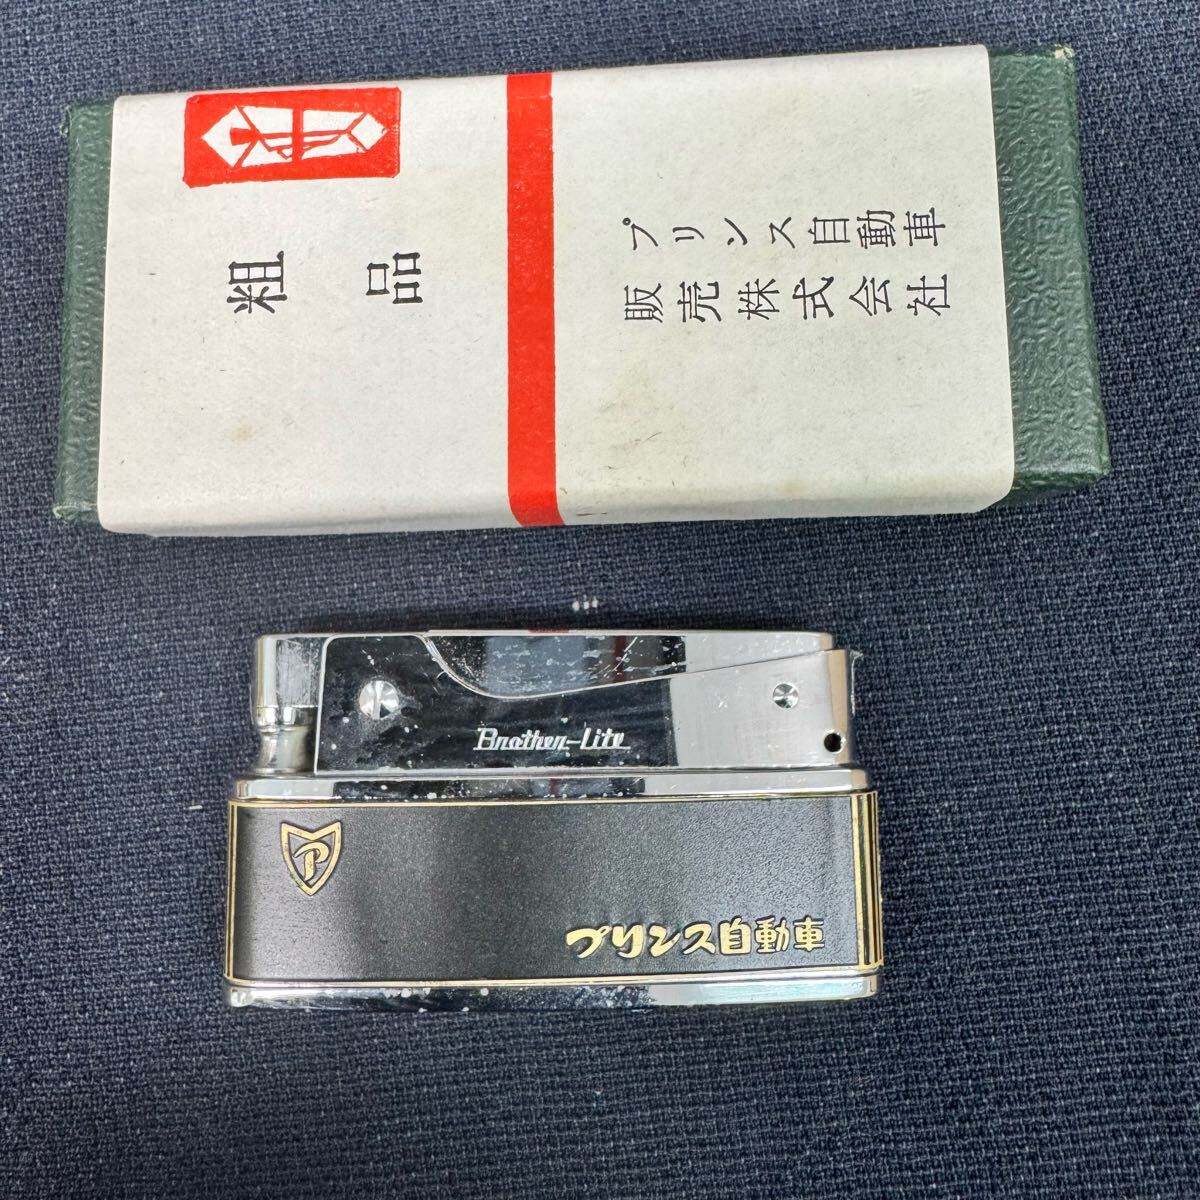 粗品
プリンス自動車
販売株式会社
Brother-Lite
P
プリンス自動車